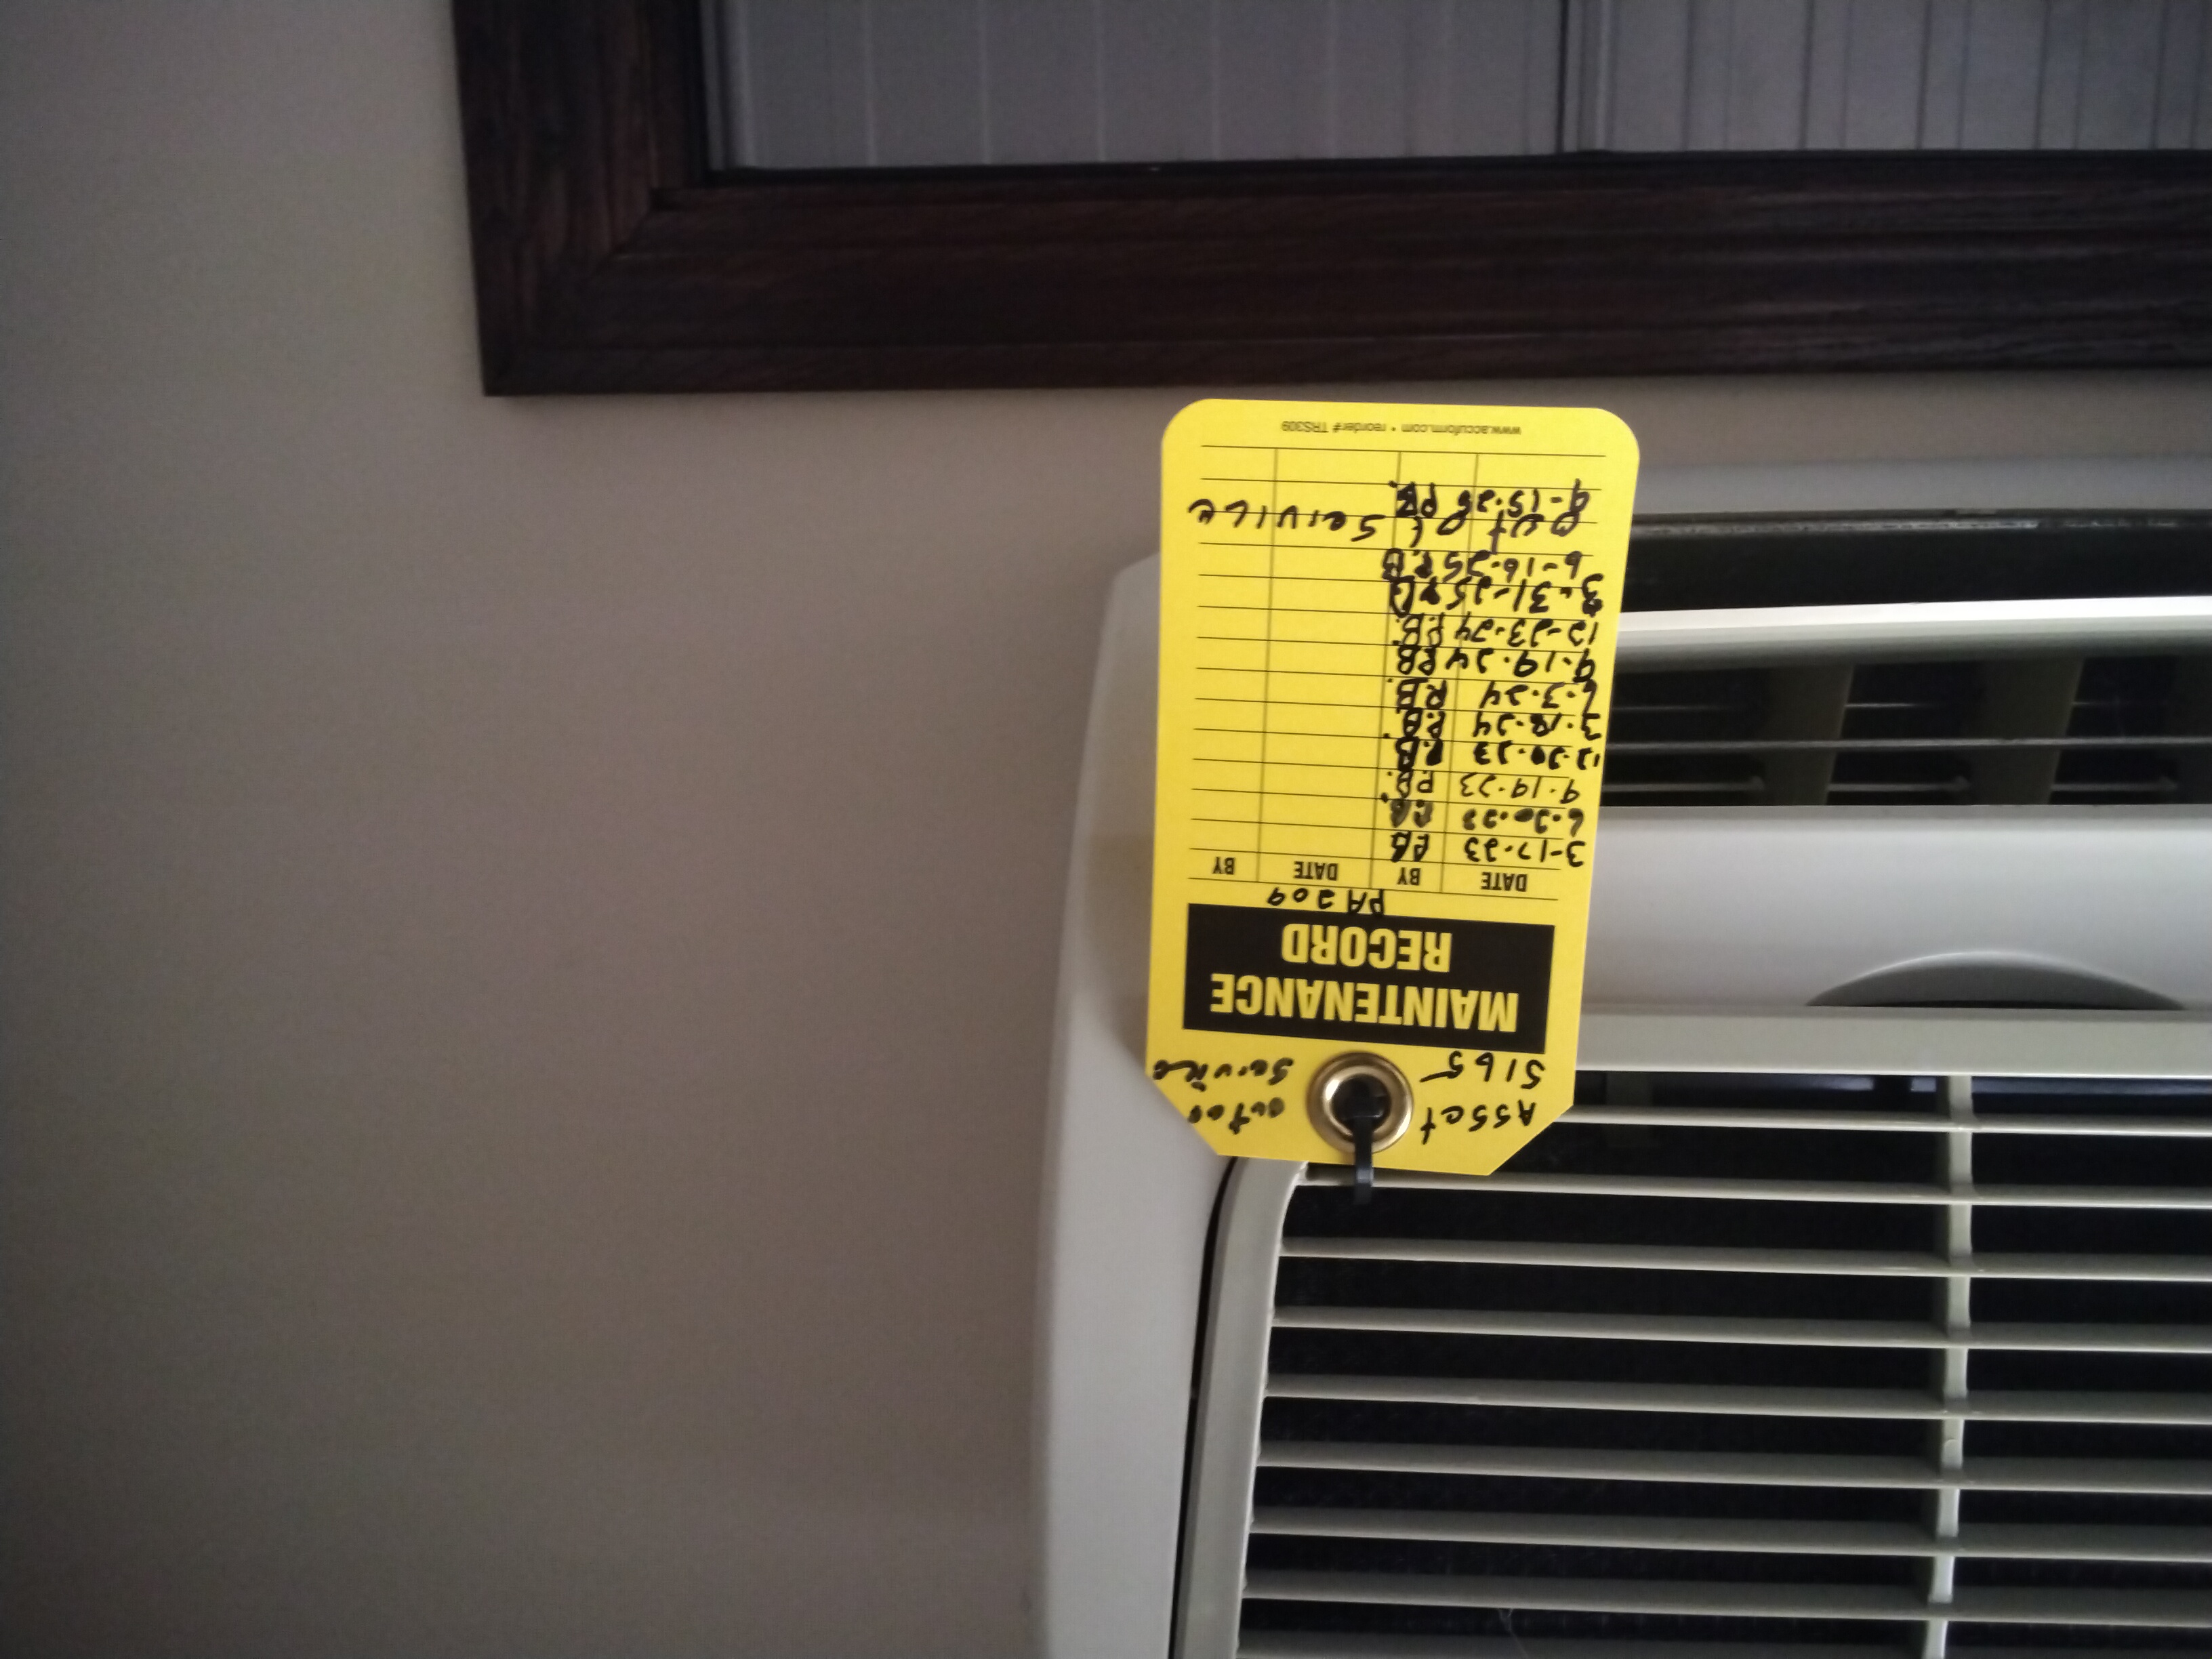 Asset out of
5165 Service
MAINTENANCE
RECORD
PA209
DATE BY DATE BY
3-17-23 R.B
6.20.23 R.B.
9.19.23 R.B.
12.20.23 R.B
3.18.24 R.B.
6.3.24 R.B.
9.19.24 R.B.
12-23-24 R.B.
3-31-25 R.B
6-16-25 R.B
out of Service
9-15-25 R.B.
www.accuform.com • reorder# TRS309